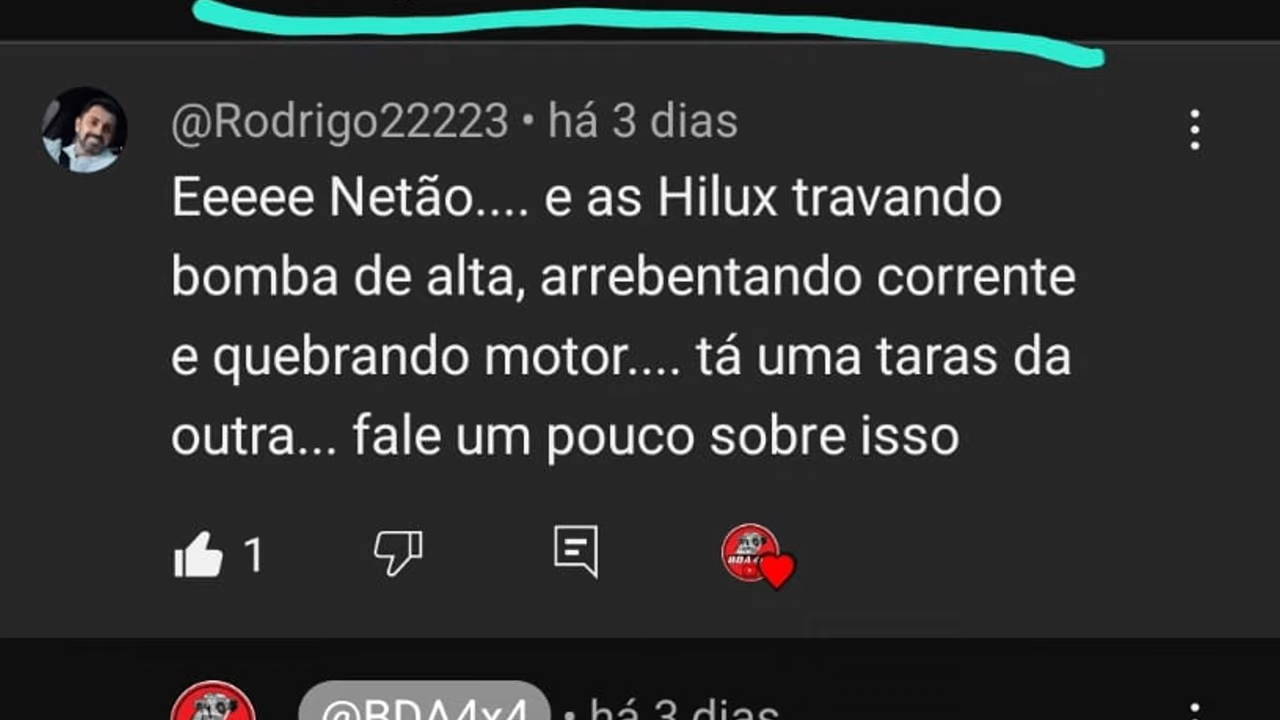 @Rodrigo22223 • há 3 dias
Eeeee Netão.... e as Hilux travando
bomba de alta, arrebentando corrente
e quebrando motor.... tá uma taras da
outra... fale um pouco sobre isso
1
@BDA4x4 • há 3 dias